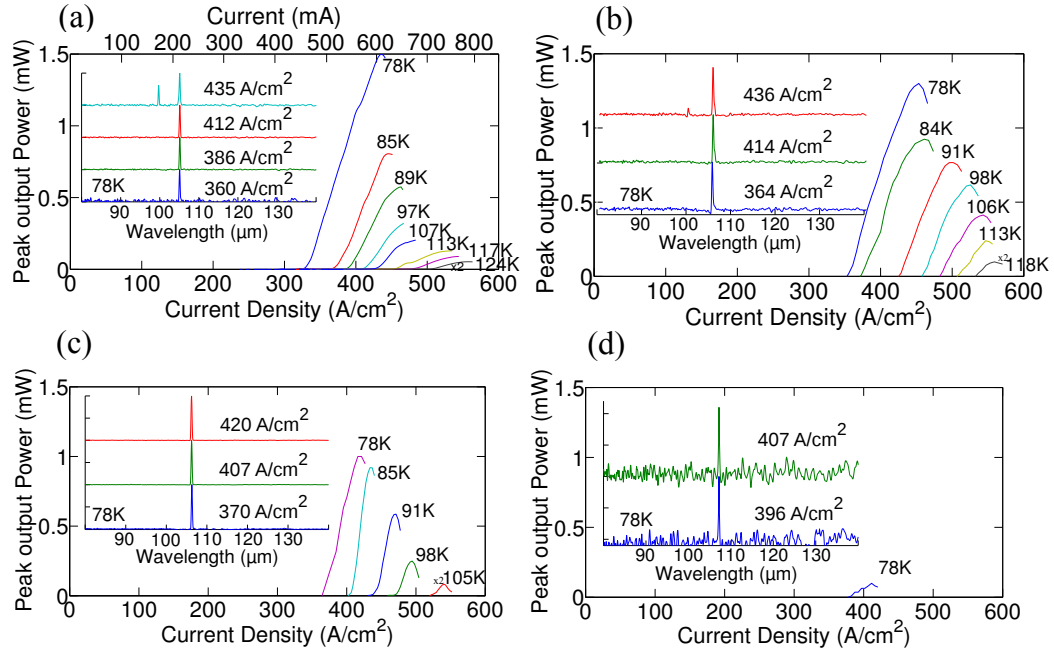 (a)
Current (mA)
100 200 300 400 500 600 700 800
Peak output Power (mW)
1.5
1
0.5
0
435 A/cm2
412 A/cm2
386 A/cm2
78K 360 A/cm2
90 100 110 120 130
Wavelength (μm)
78K
85K
89K
97K
107K
113K
117K
x2 124K
0 100 200 300 400 500 600
Current Density (A/cm2)
(b)
Peak output Power (mW)
1.5
1
0.5
0
436 A/cm2
414 A/cm2
78K 364 A/cm2
90 100 110 120 130
Wavelength (μm)
78K
84K
91K
98K
106K
113K
x2 118K
0 100 200 300 400 500 600
Current Density (A/cm2)
(c)
Peak output Power (mW)
1.5
1
0.5
0
420 A/cm2
407 A/cm2
78K 370 A/cm2
90 100 110 120 130
Wavelength (μm)
78K
85K
91K
98K
x2 105K
0 100 200 300 400 500 600
Current Density (A/cm2)
(d)
Peak output Power (mW)
1.5
1
0.5
0
407 A/cm2
78K 396 A/cm2
90 100 110 120 130
Wavelength (μm)
78K
0 100 200 300 400 500 600
Current Density (A/cm2)